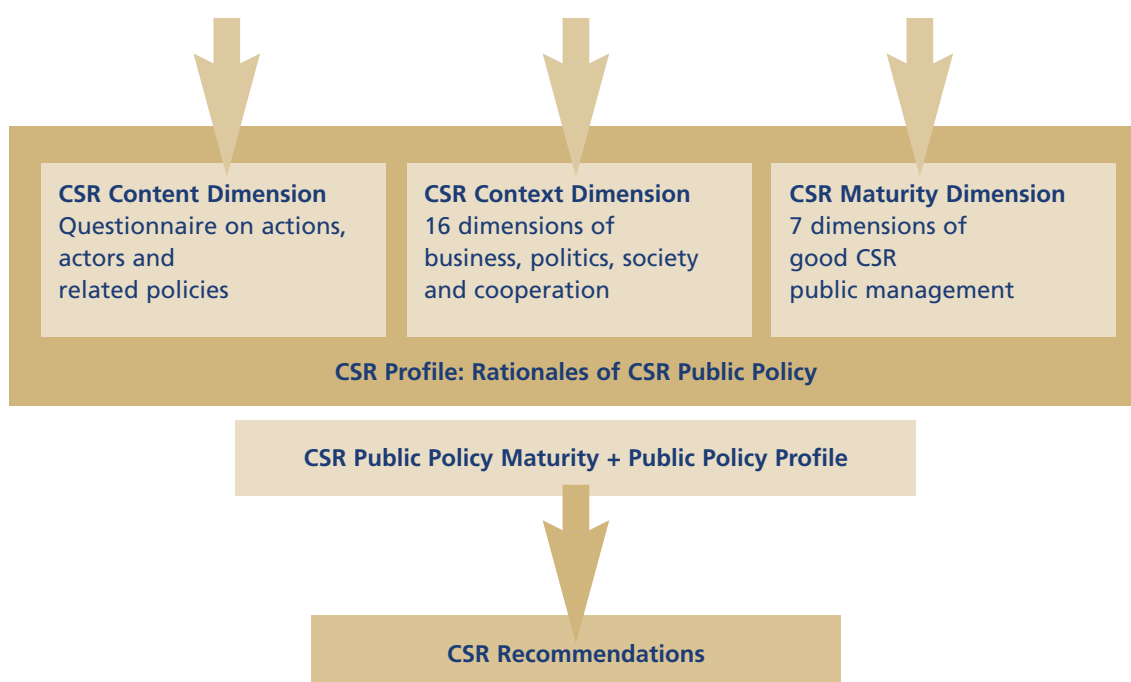 CSR Content Dimension
Questionnaire on actions,
actors and
related policies
CSR Context Dimension
16 dimensions of
business, politics, society
and cooperation
CSR Maturity Dimension
7 dimensions of
good CSR
public management
CSR Profile: Rationales of CSR Public Policy
CSR Public Policy Maturity + Public Policy Profile
CSR Recommendations